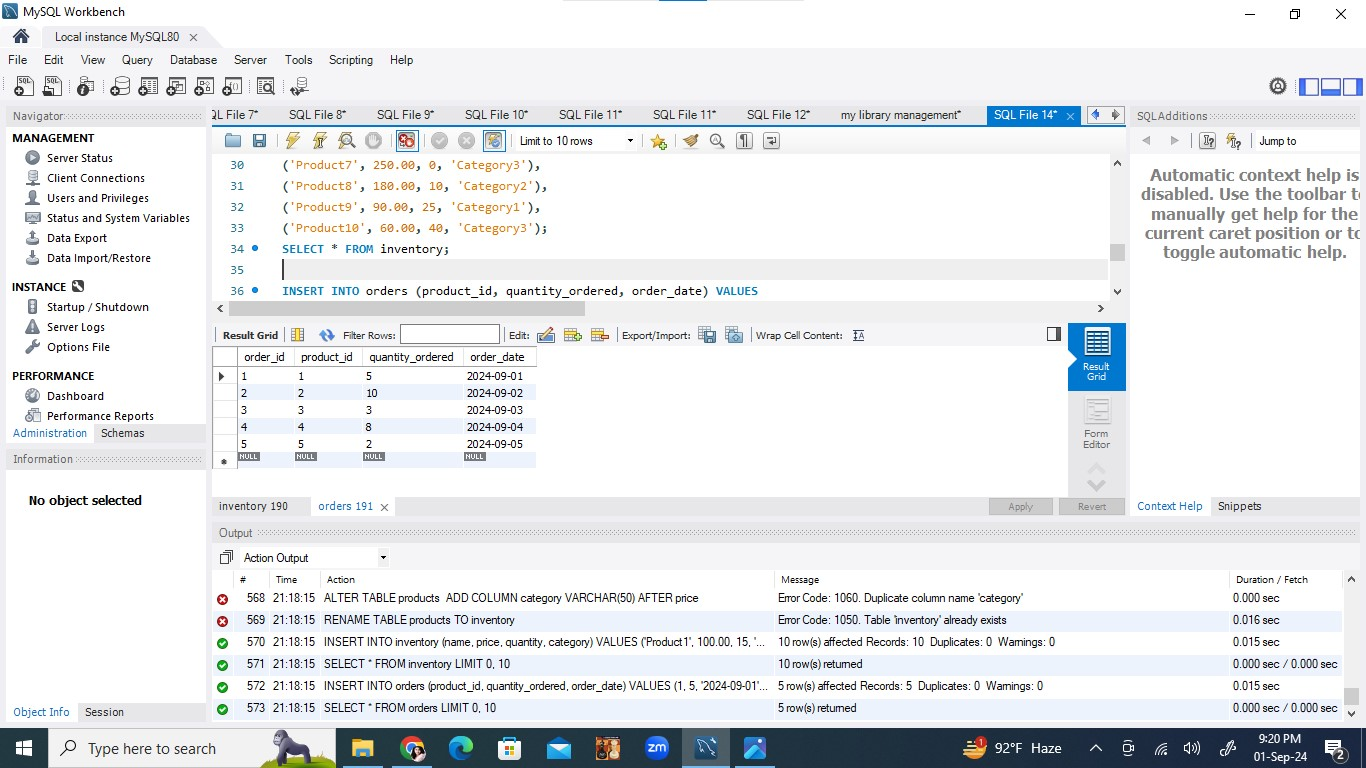 MySQL Workbench
Local instance MySQL80
File Edit View Query Database Server Tools Scripting Help
Navigator
MANAGEMENT
Server Status
Client Connections
Users and Privileges
Status and System Variables
Data Export
Data Import/Restore
INSTANCE
Startup / Shutdown
Server Logs
Options File
PERFORMANCE
Dashboard
Performance Reports
Administration Schemas
Information
No object selected
Object Info Session
QL File 7* SQL File 8* SQL File 9* SQL File 10* SQL File 11* SQL File 11* SQL File 12* my library management* SQL File 14*
Limit to 10 rows
30 ('Product7', 250.00, 0, 'Category3'),
31 ('Product8', 180.00, 10, 'Category2'),
32 ('Product9', 90.00, 25, 'Category1'),
33 ('Product10', 60.00, 40, 'Category3');
34 SELECT * FROM inventory;
35
36 INSERT INTO orders (product_id, quantity_ordered, order_date) VALUES
Result Grid Filter Rows: Edit: Export/Import: Wrap Cell Content:
order_id product_id quantity_ordered order_date
1 1 5 2024-09-01
2 2 10 2024-09-02
3 3 3 2024-09-03
4 4 8 2024-09-04
5 5 2 2024-09-05
NULL NULL NULL NULL
Result
Grid
Form
Editor
inventory 190 orders 191 Apply Revert
SQLAdditions
Jump to
Automatic context help is
disabled. Use the toolbar to
manually get help for the
current caret position or to
toggle automatic help.
Context Help Snippets
Output
Action Output
# Time Action Message Duration / Fetch
568 21:18:15 ALTER TABLE products ADD COLUMN category VARCHAR(50) AFTER price Error Code: 1060. Duplicate column name 'category' 0.000 sec
569 21:18:15 RENAME TABLE products TO inventory Error Code: 1050. Table 'inventory' already exists 0.016 sec
570 21:18:15 INSERT INTO inventory (name, price, quantity, category) VALUES ('Product1', 100.00, 15, '... 10 row(s) affected Records: 10 Duplicates: 0 Warnings: 0 0.015 sec
571 21:18:15 SELECT * FROM inventory LIMIT 0, 10 10 row(s) returned 0.000 sec / 0.000 sec
572 21:18:15 INSERT INTO orders (product_id, quantity_ordered, order_date) VALUES (1, 5, '2024-09-01'... 5 row(s) affected Records: 5 Duplicates: 0 Warnings: 0 0.015 sec
573 21:18:15 SELECT * FROM orders LIMIT 0, 10 5 row(s) returned 0.000 sec / 0.000 sec
Type here to search
zm
92°F Haze
9:20 PM
01-Sep-24
2